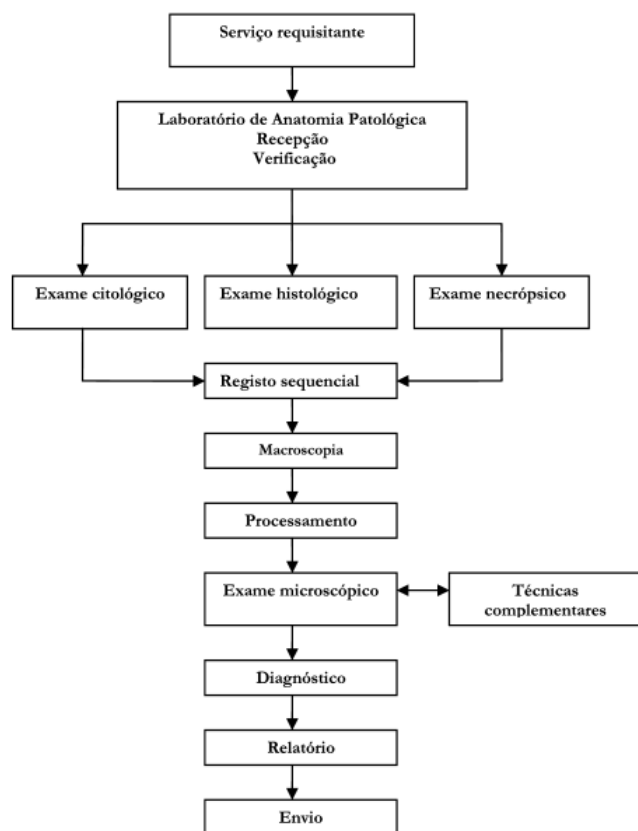 Serviço requisitante
Laboratório de Anatomia Patológica
Recepção
Verificação
Exame citológico
Exame histológico
Exame necrópsico
Registo sequencial
Macroscopia
Processamento
Exame microscópico
Técnicas
complementares
Diagnóstico
Relatório
Envio